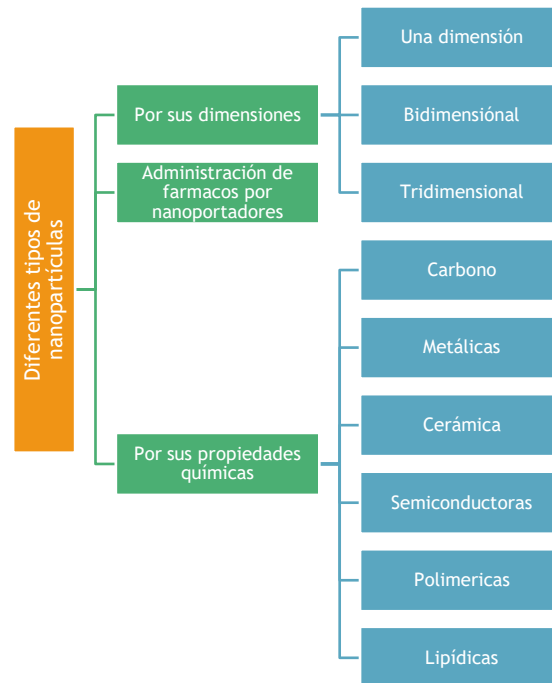 Diferentes tipos de
nanopartículas
Por sus dimensiones
Una dimensión
Bidimensiónal
Tridimensional
Administración de
farmacos por
nanoportadores
Por sus propiedades
químicas
Carbono
Metálicas
Cerámica
Semiconductoras
Polimericas
Lipídicas